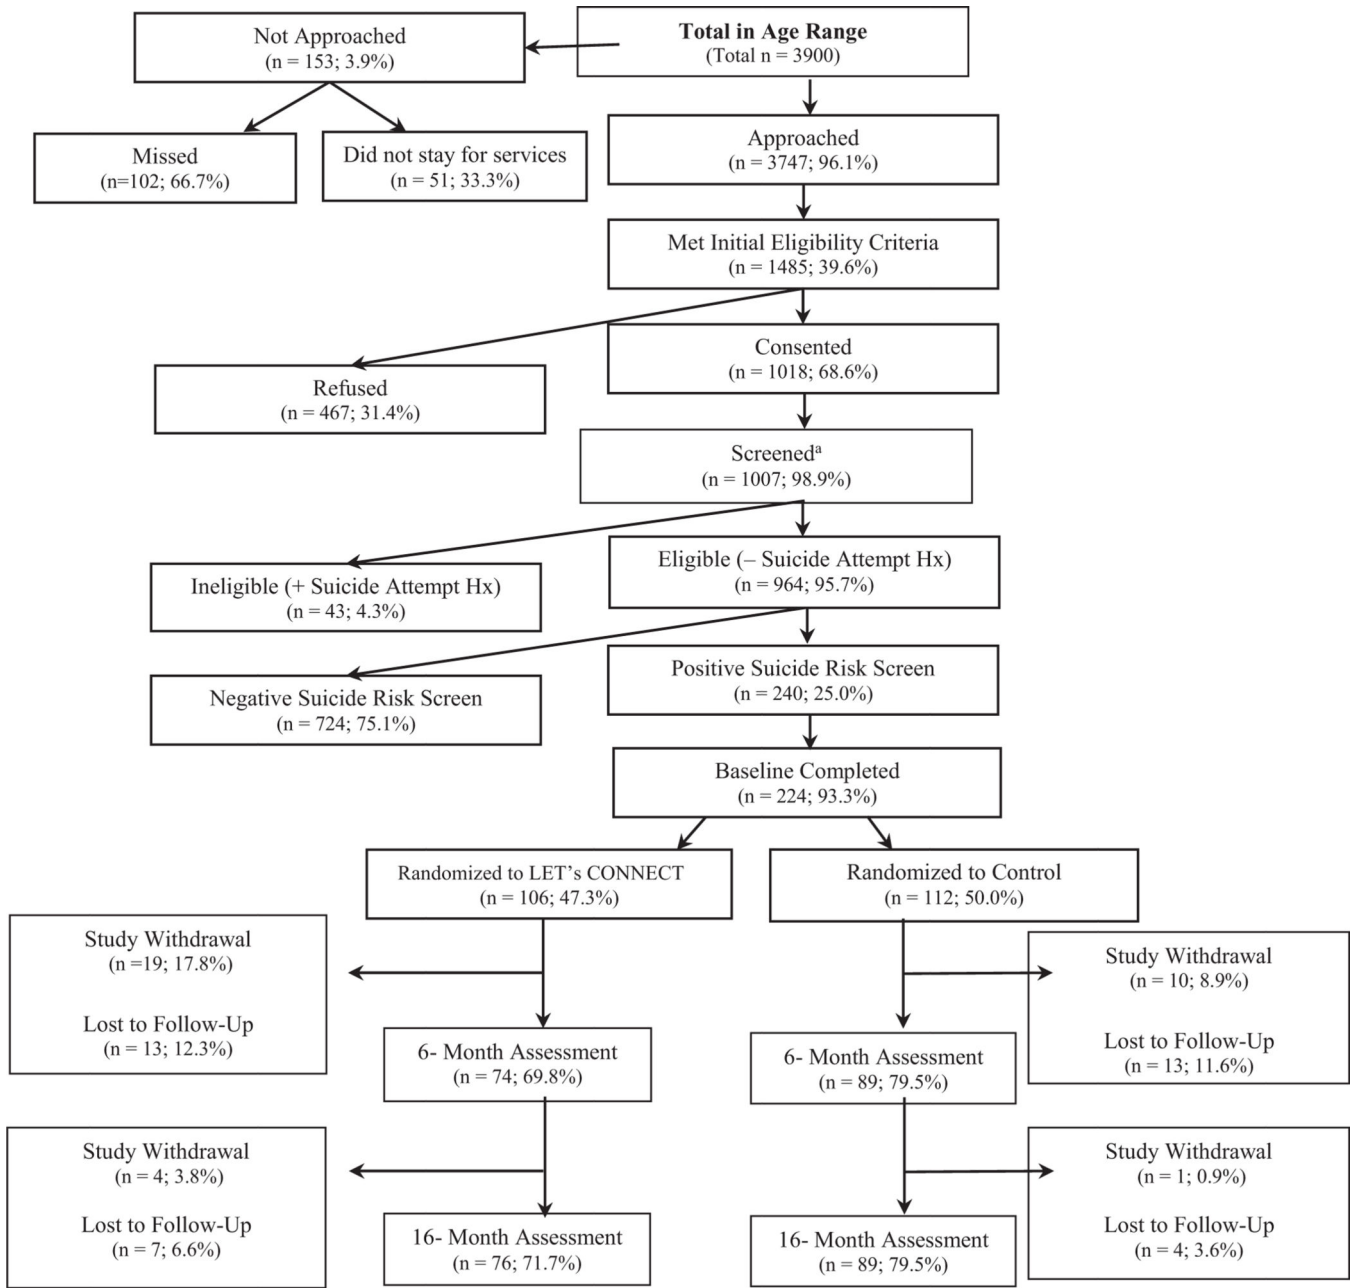 Total in Age Range
(Total n = 3900)
Not Approached
(n = 153; 3.9%)
Missed
(n=102; 66.7%)
Did not stay for services
(n = 51; 33.3%)
Approached
(n = 3747; 96.1%)
Met Initial Eligibility Criteria
(n = 1485; 39.6%)
Consented
(n = 1018; 68.6%)
Refused
(n = 467; 31.4%)
Screenedᵃ
(n = 1007; 98.9%)
Eligible (– Suicide Attempt Hx)
(n = 964; 95.7%)
Ineligible (+ Suicide Attempt Hx)
(n = 43; 4.3%)
Positive Suicide Risk Screen
(n = 240; 25.0%)
Negative Suicide Risk Screen
(n = 724; 75.1%)
Baseline Completed
(n = 224; 93.3%)
Randomized to LET's CONNECT
(n = 106; 47.3%)
Randomized to Control
(n = 112; 50.0%)
Study Withdrawal
(n =19; 17.8%)
Lost to Follow-Up
(n = 13; 12.3%)
Study Withdrawal
(n = 10; 8.9%)
Lost to Follow-Up
(n = 13; 11.6%)
6- Month Assessment
(n = 74; 69.8%)
6- Month Assessment
(n = 89; 79.5%)
Study Withdrawal
(n = 4; 3.8%)
Lost to Follow-Up
(n = 7; 6.6%)
Study Withdrawal
(n = 1; 0.9%)
Lost to Follow-Up
(n = 4; 3.6%)
16- Month Assessment
(n = 76; 71.7%)
16- Month Assessment
(n = 89; 79.5%)